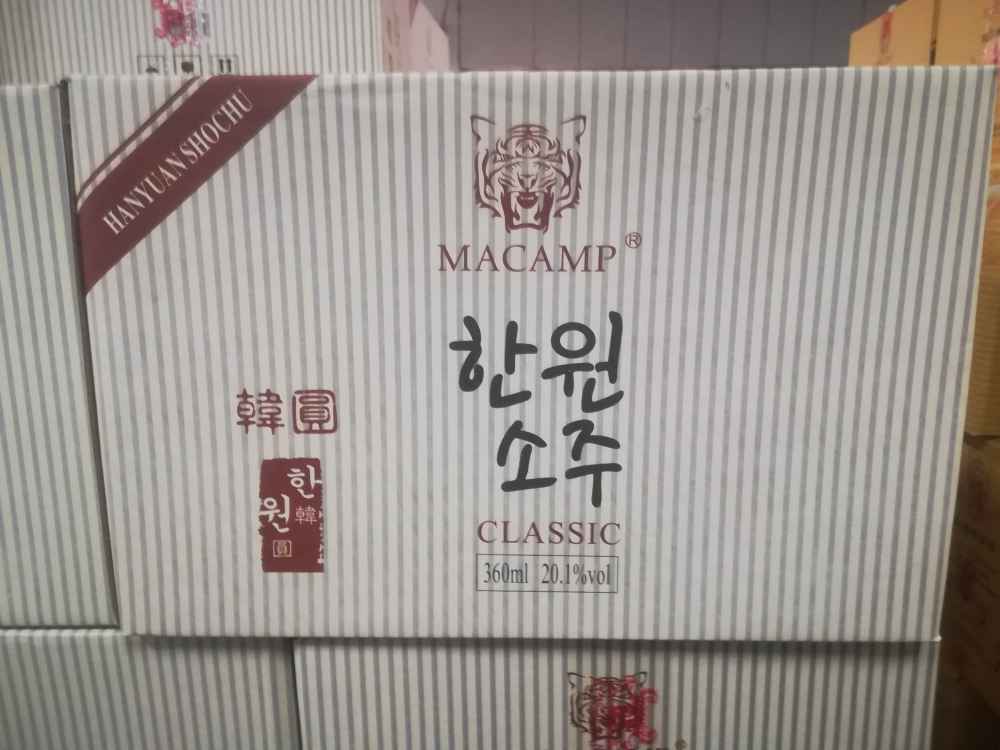 HANYUAN SHOCHU
MACAMP®
한원
소주
韓圓
한
원
韓
圓
CLASSIC
360ml 20.1%vol